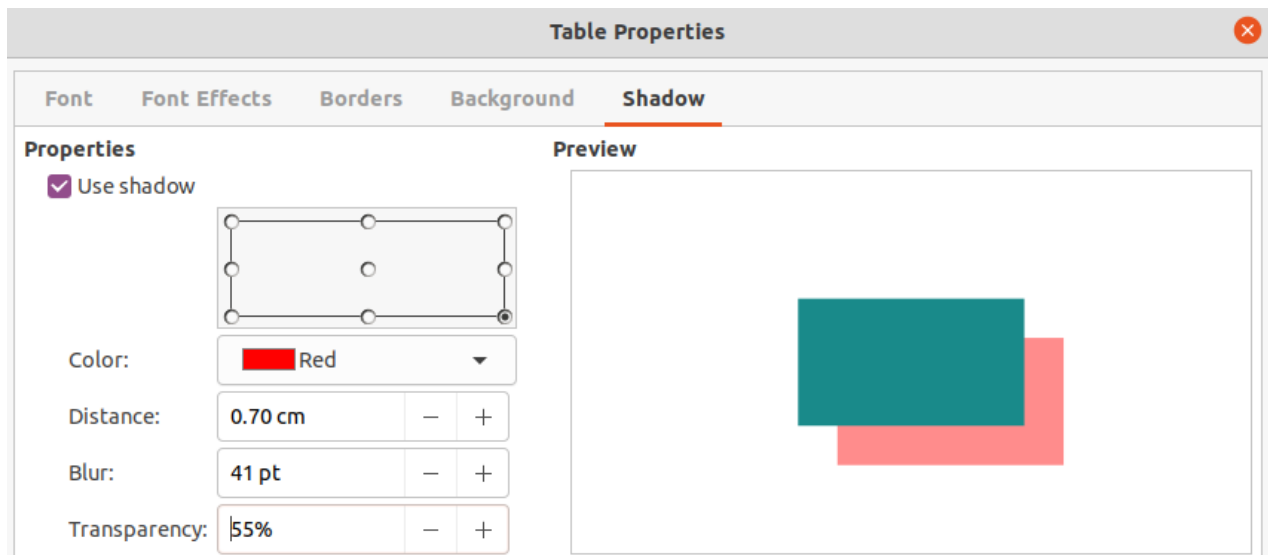 Table Properties
Font Font Effects Borders Background Shadow
Properties
Use shadow
Color: Red
Distance: 0.70 cm
Blur: 41 pt
Transparency: 55%
Preview